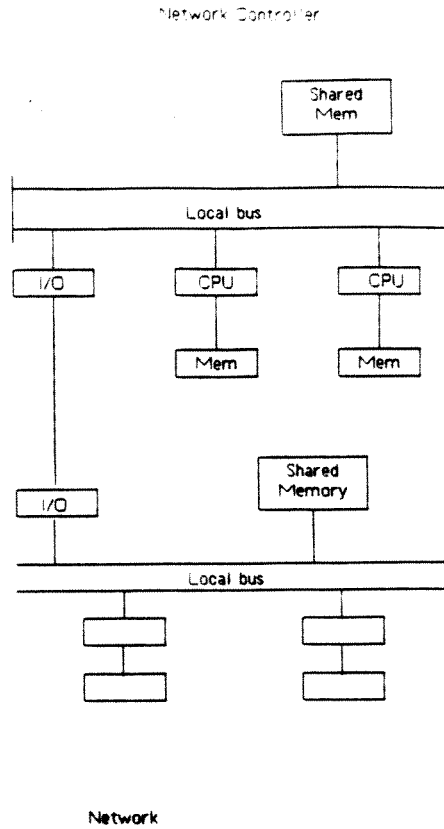 Network Controller
Shared
Mem
Local bus
I/O
CPU
CPU
Mem
Mem
Shared
Memory
I/O
Local bus
Network